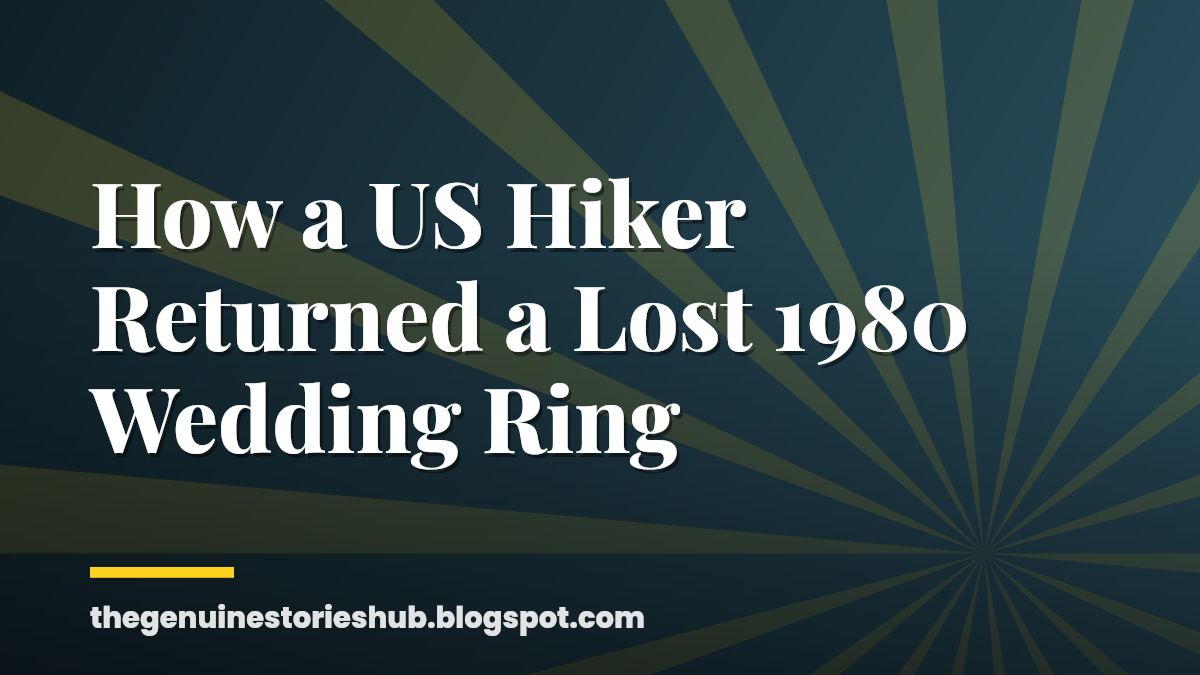 How a US Hiker
Returned a Lost 1980
Wedding Ring
thegenuinestorieshub.blogspot.com